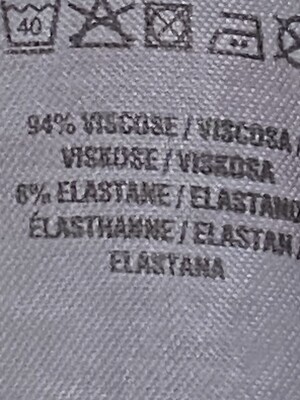 40
94% VISCOSE / VISCOSA /
VISKOSE / VISKOSA
6% ELASTANE / ELASTANO
ÉLASTHANNE / ELASTAN /
ELASTANA